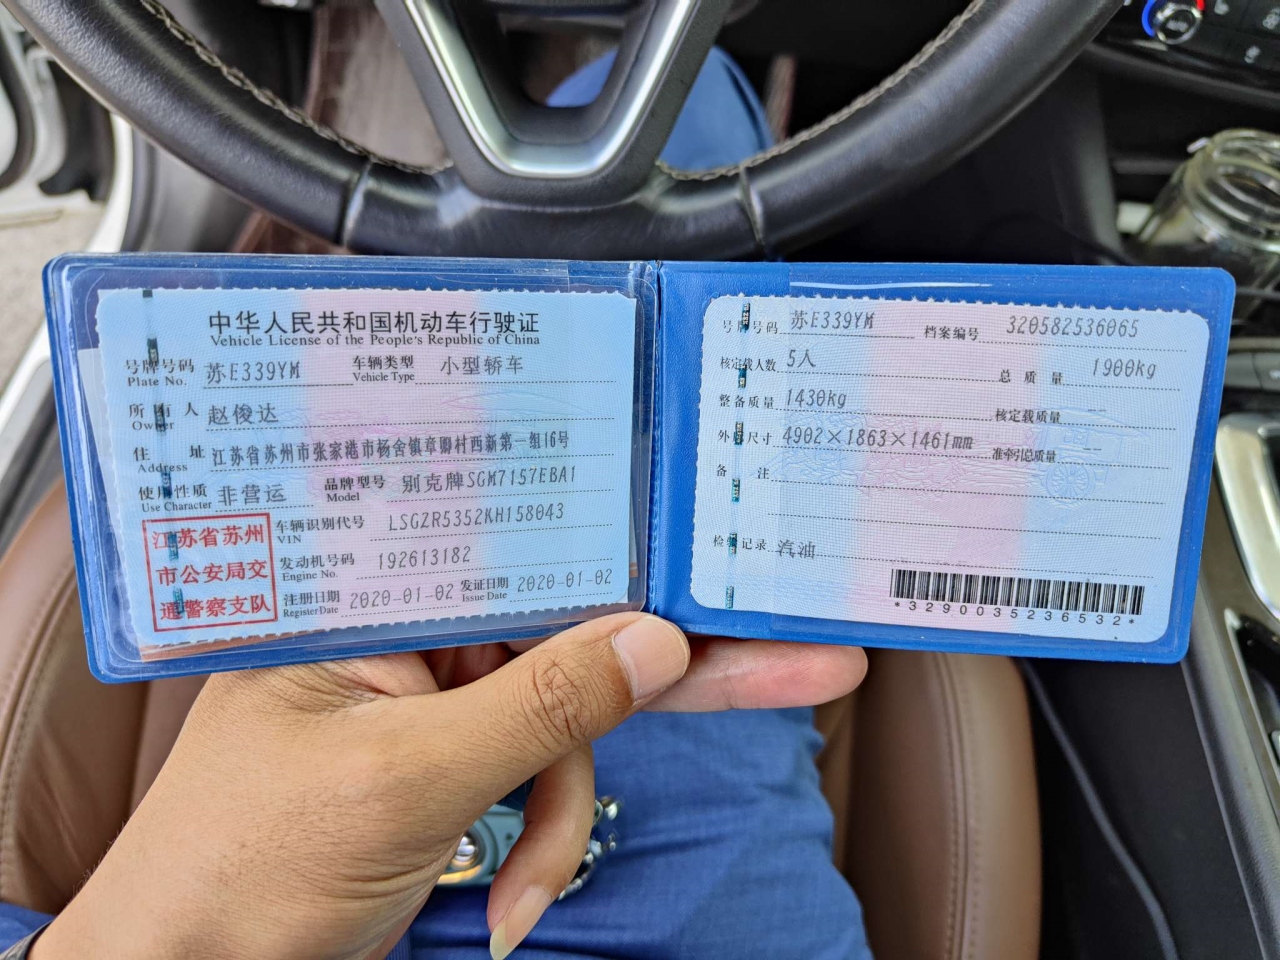 中华人民共和国机动车行驶证
Vehicle License of the People's Republic of China
号牌号码 苏E339YM 车辆类型 小型轿车
Plate No. Vehicle Type
所有人 赵俊达
Owner
住 址 江苏省苏州市张家港市杨舍镇章卿村西新第一组16号
Address
使用性质 非营运 品牌型号 别克牌SGM7157EBA1
Use Character Model
江苏省苏州
市公安局交
通警察支队
车辆识别代号 LSGZR5352KH158043
VIN
发动机号码 192613182
Engine No.
注册日期 2020-01-02 发证日期 2020-01-02
Register Date Issue Date
号牌号码 苏E339YM 档案编号 320582536065
核定载人数 5人 总 质 量 1900kg
整备质量 1430kg 核定载质量 --
外廓尺寸 4902×1863×1461mm 准牵引总质量 --
备 注
检验记录 汽油
*3290035236532*